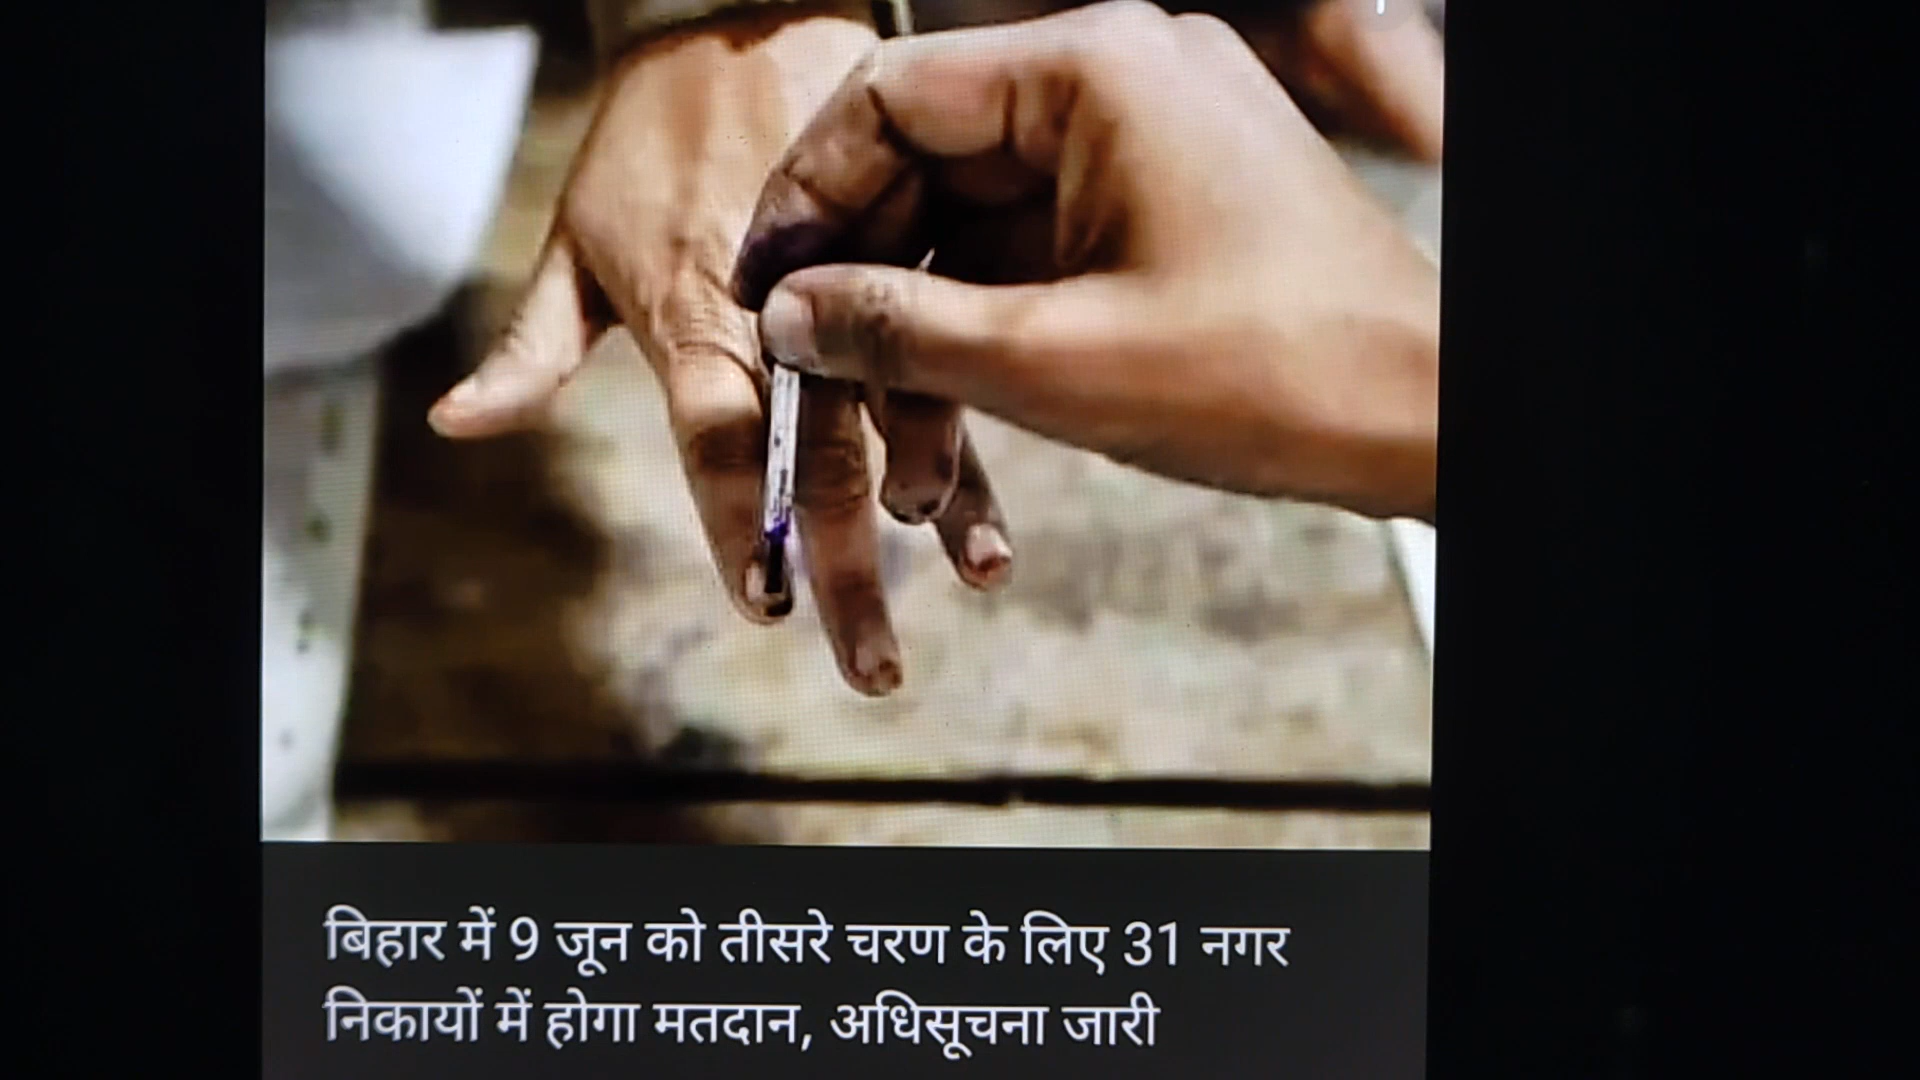 बिहार में 9 जून को तीसरे चरण के लिए 31 नगर
निकायों में होगा मतदान, अधिसूचना जारी